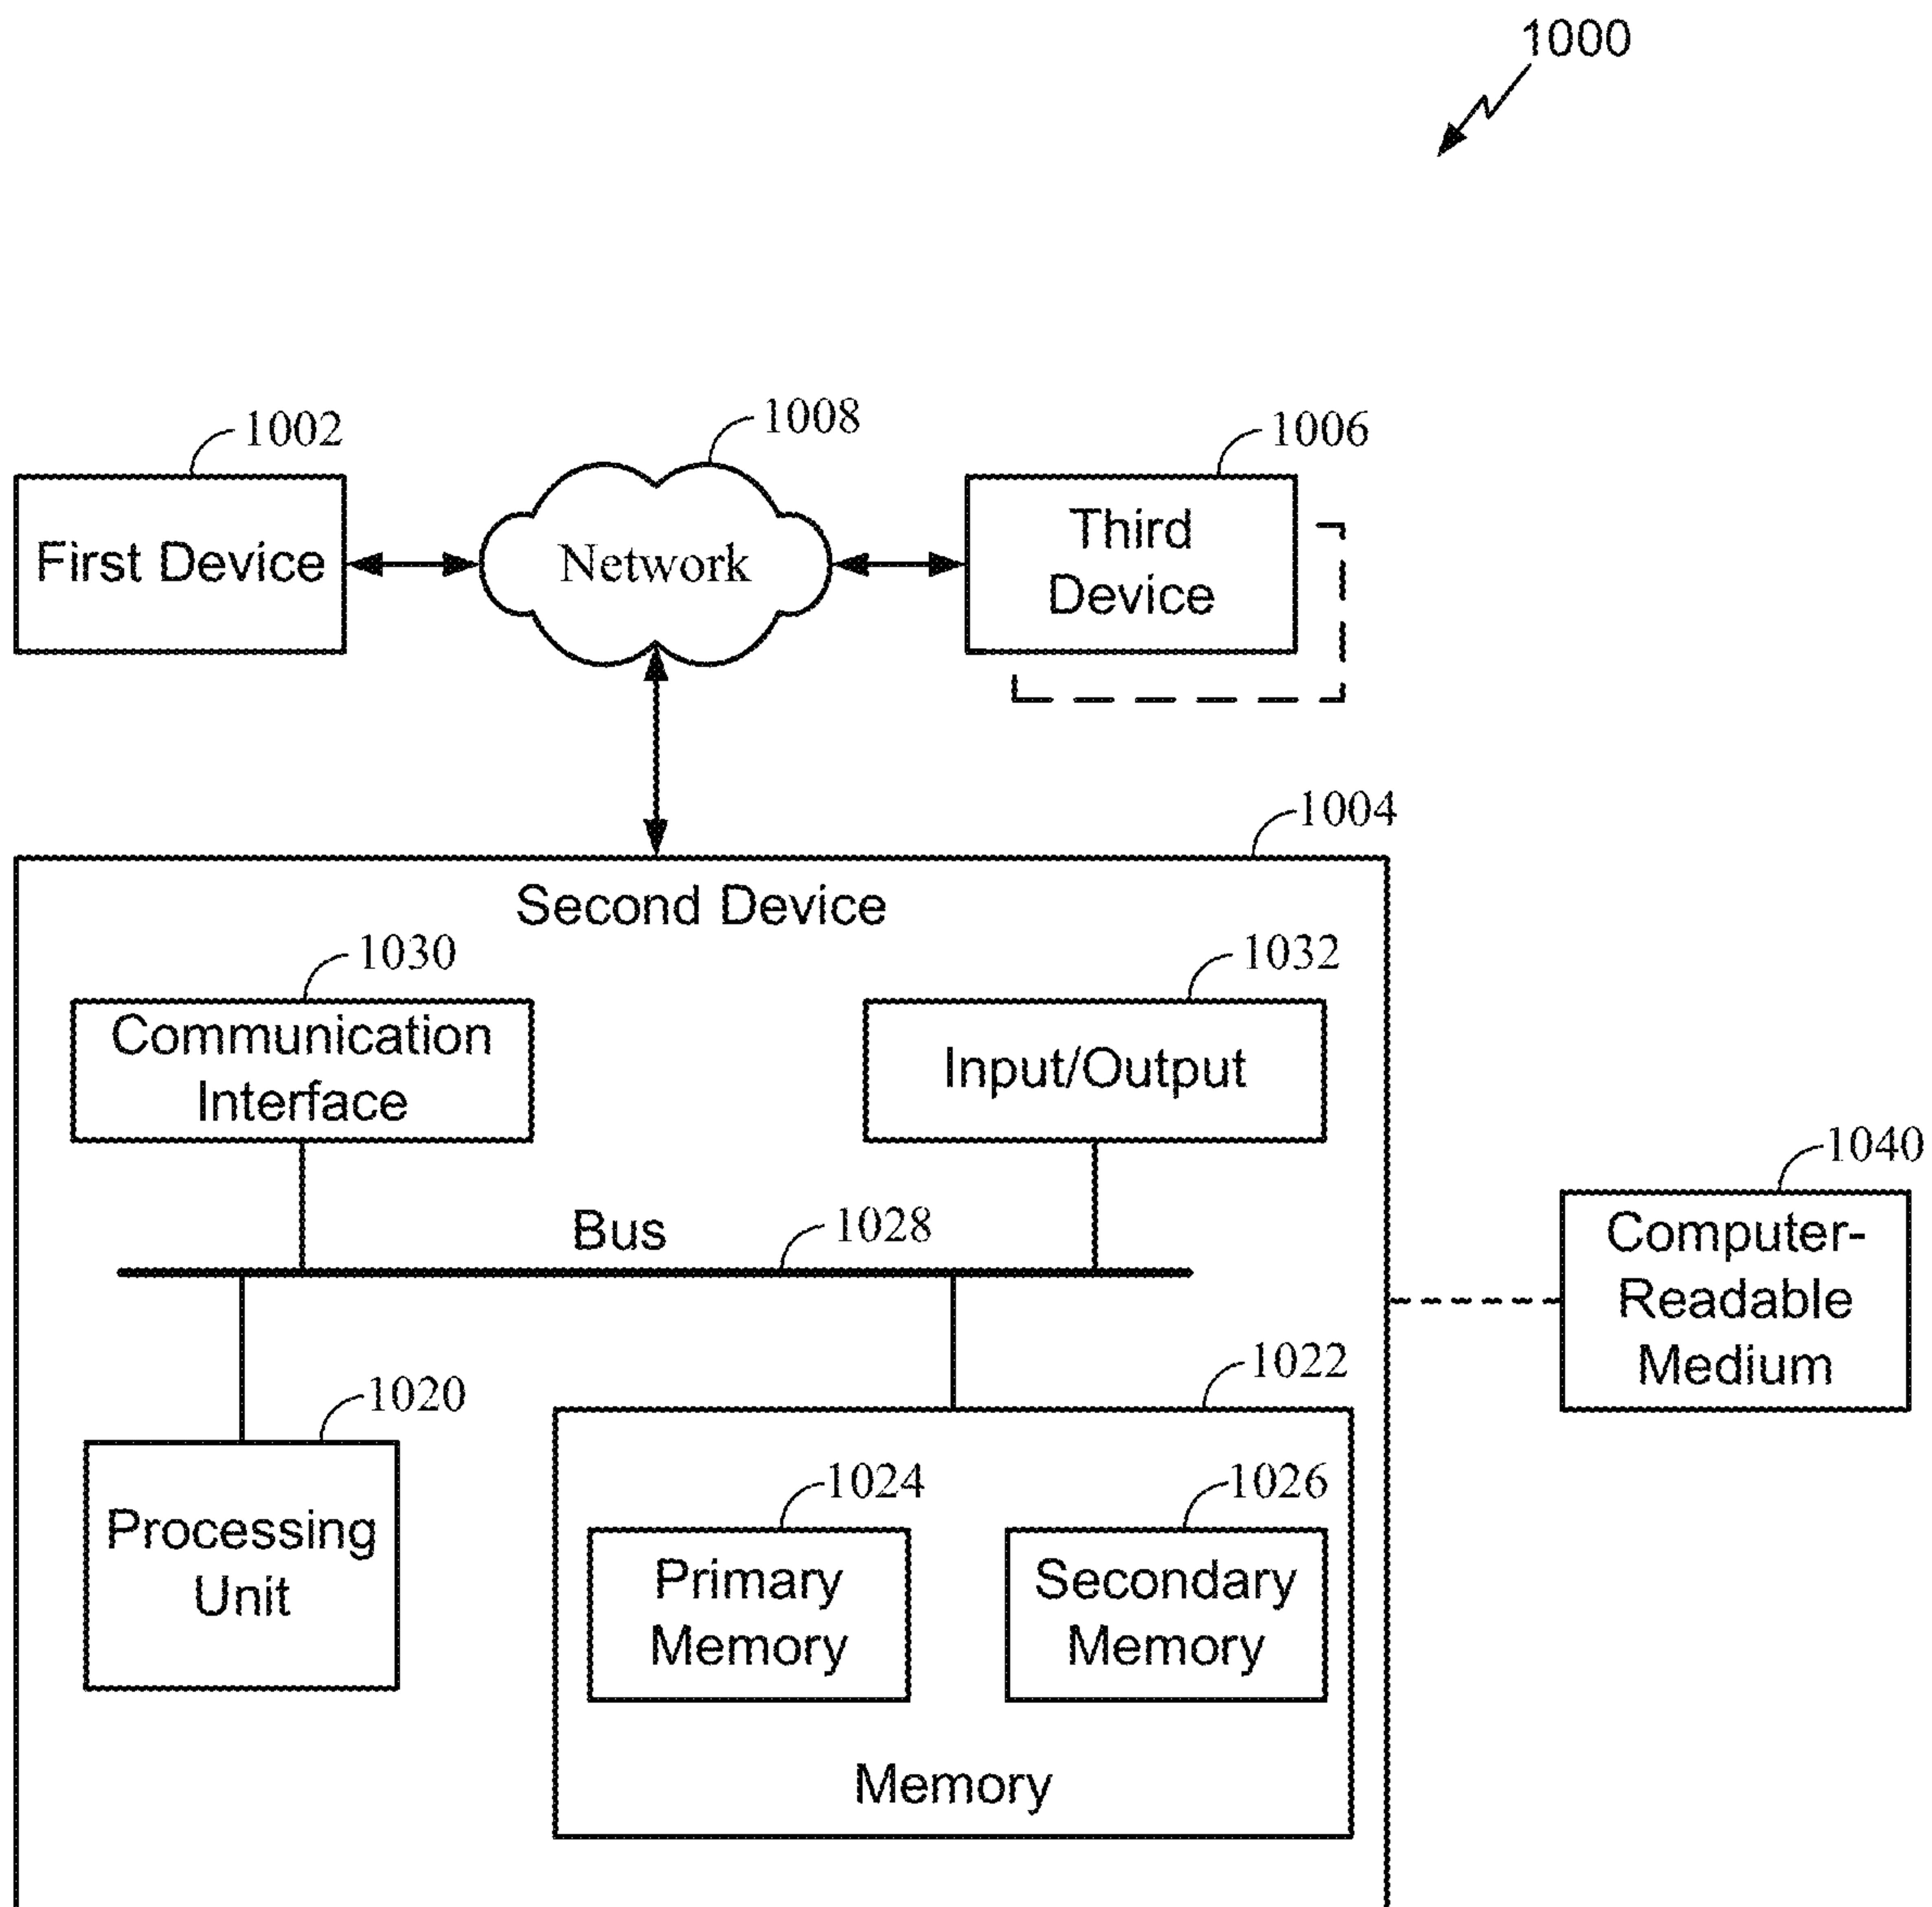 1000
1002
1008
1006
First Device
Network
Third
Device
1004
Second Device
1030
1032
Communication
Interface
Input/Output
1040
Bus
1028
Computer-
Readable
Medium
1022
1020
1024
1026
Processing
Unit
Primary
Memory
Secondary
Memory
Memory